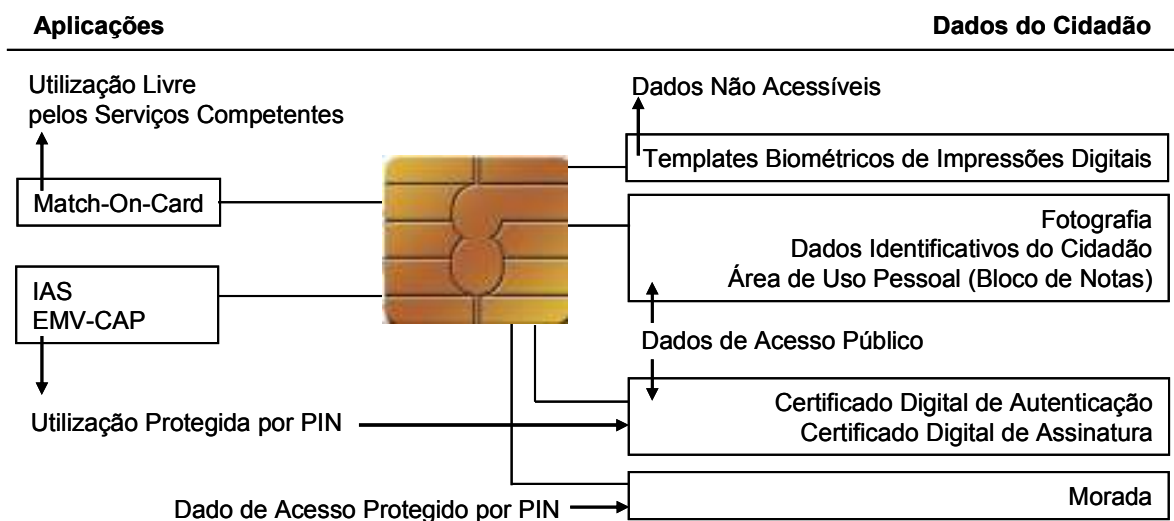 Aplicações
Dados do Cidadão
Utilização Livre
pelos Serviços Competentes
Match-On-Card
IAS
EMV-CAP
Utilização Protegida por PIN
Dado de Acesso Protegido por PIN
Dados Não Acessíveis
Templates Biométricos de Impressões Digitais
Fotografia
Dados Identificativos do Cidadão
Área de Uso Pessoal (Bloco de Notas)
Dados de Acesso Público
Certificado Digital de Autenticação
Certificado Digital de Assinatura
Morada